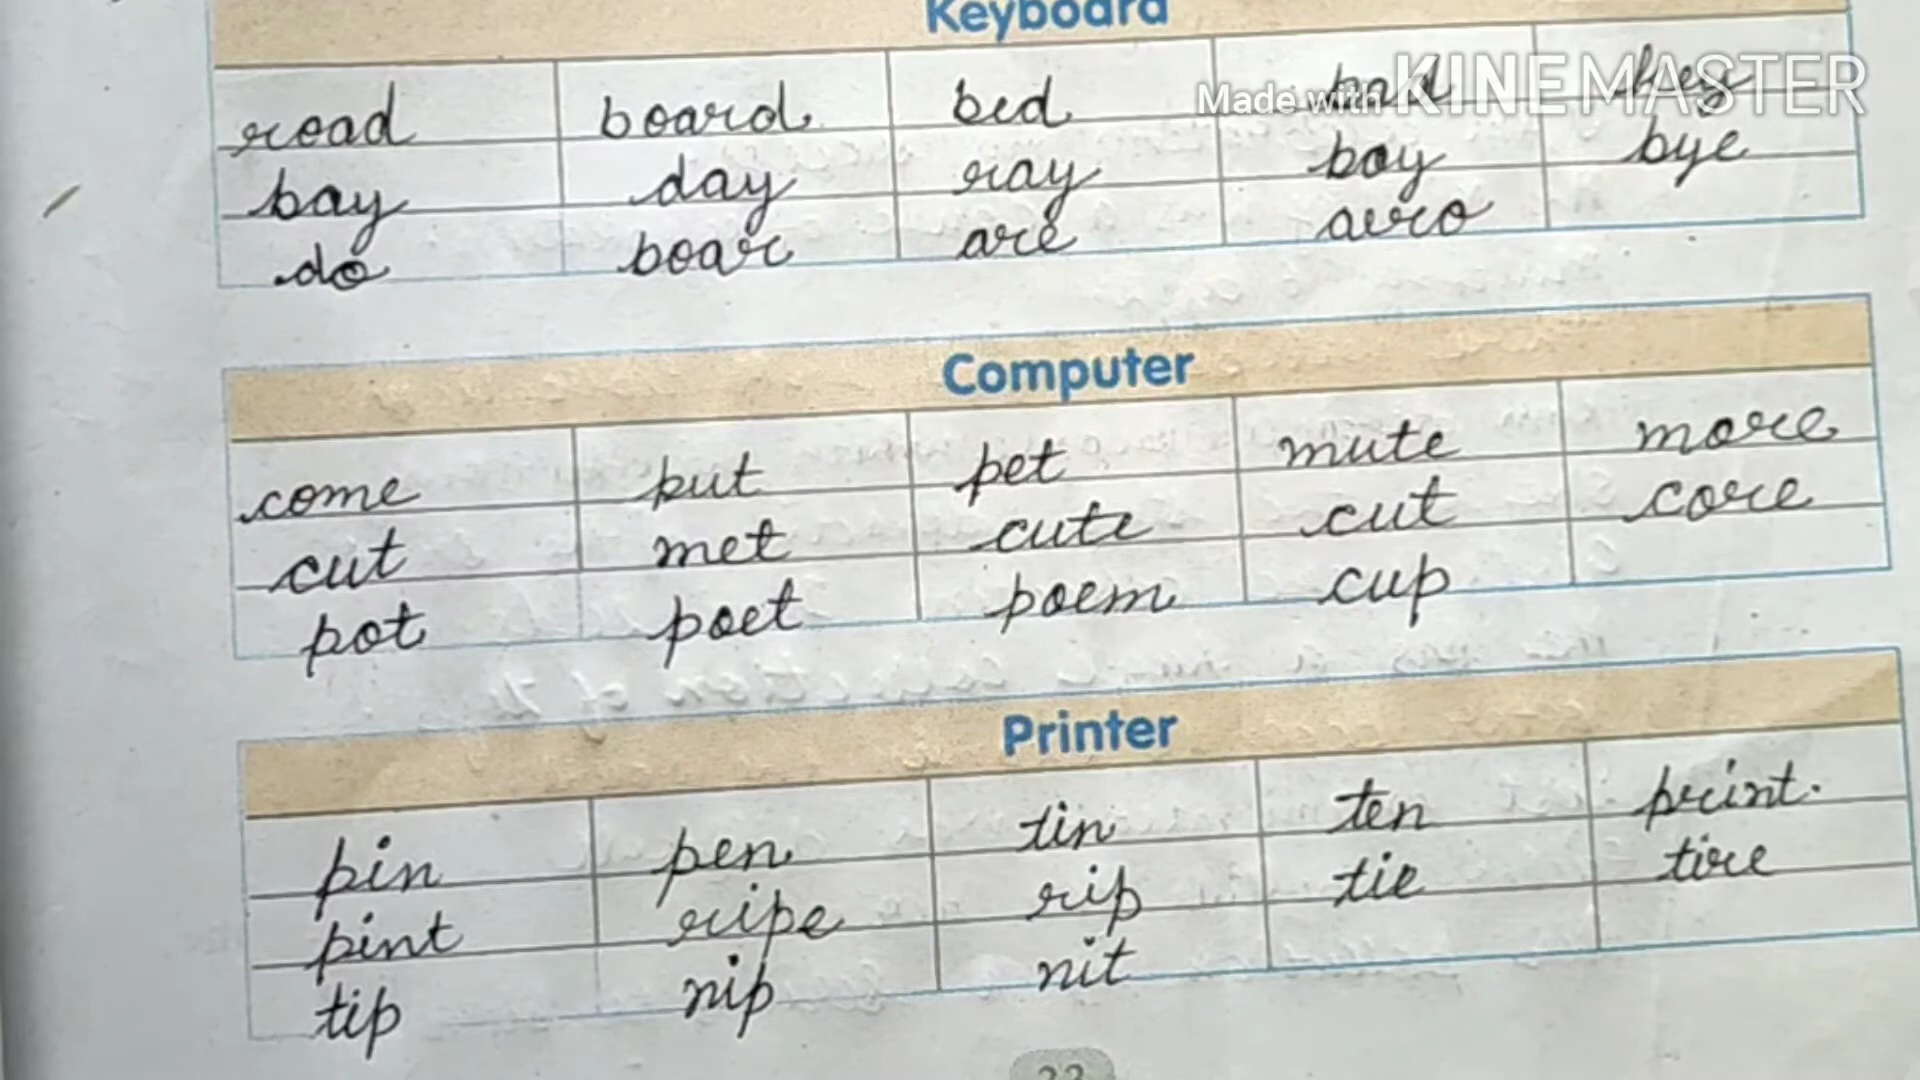 Keyboard
Made with KINEMASTER
read board bed key
bay day ray boy bye
do boar are aero
Computer
come put pet mute more
cut met cute cut core
pot poet poem cup
Printer
pin pen tin ten print.
pint ripe rip tie tire
tip nip nit